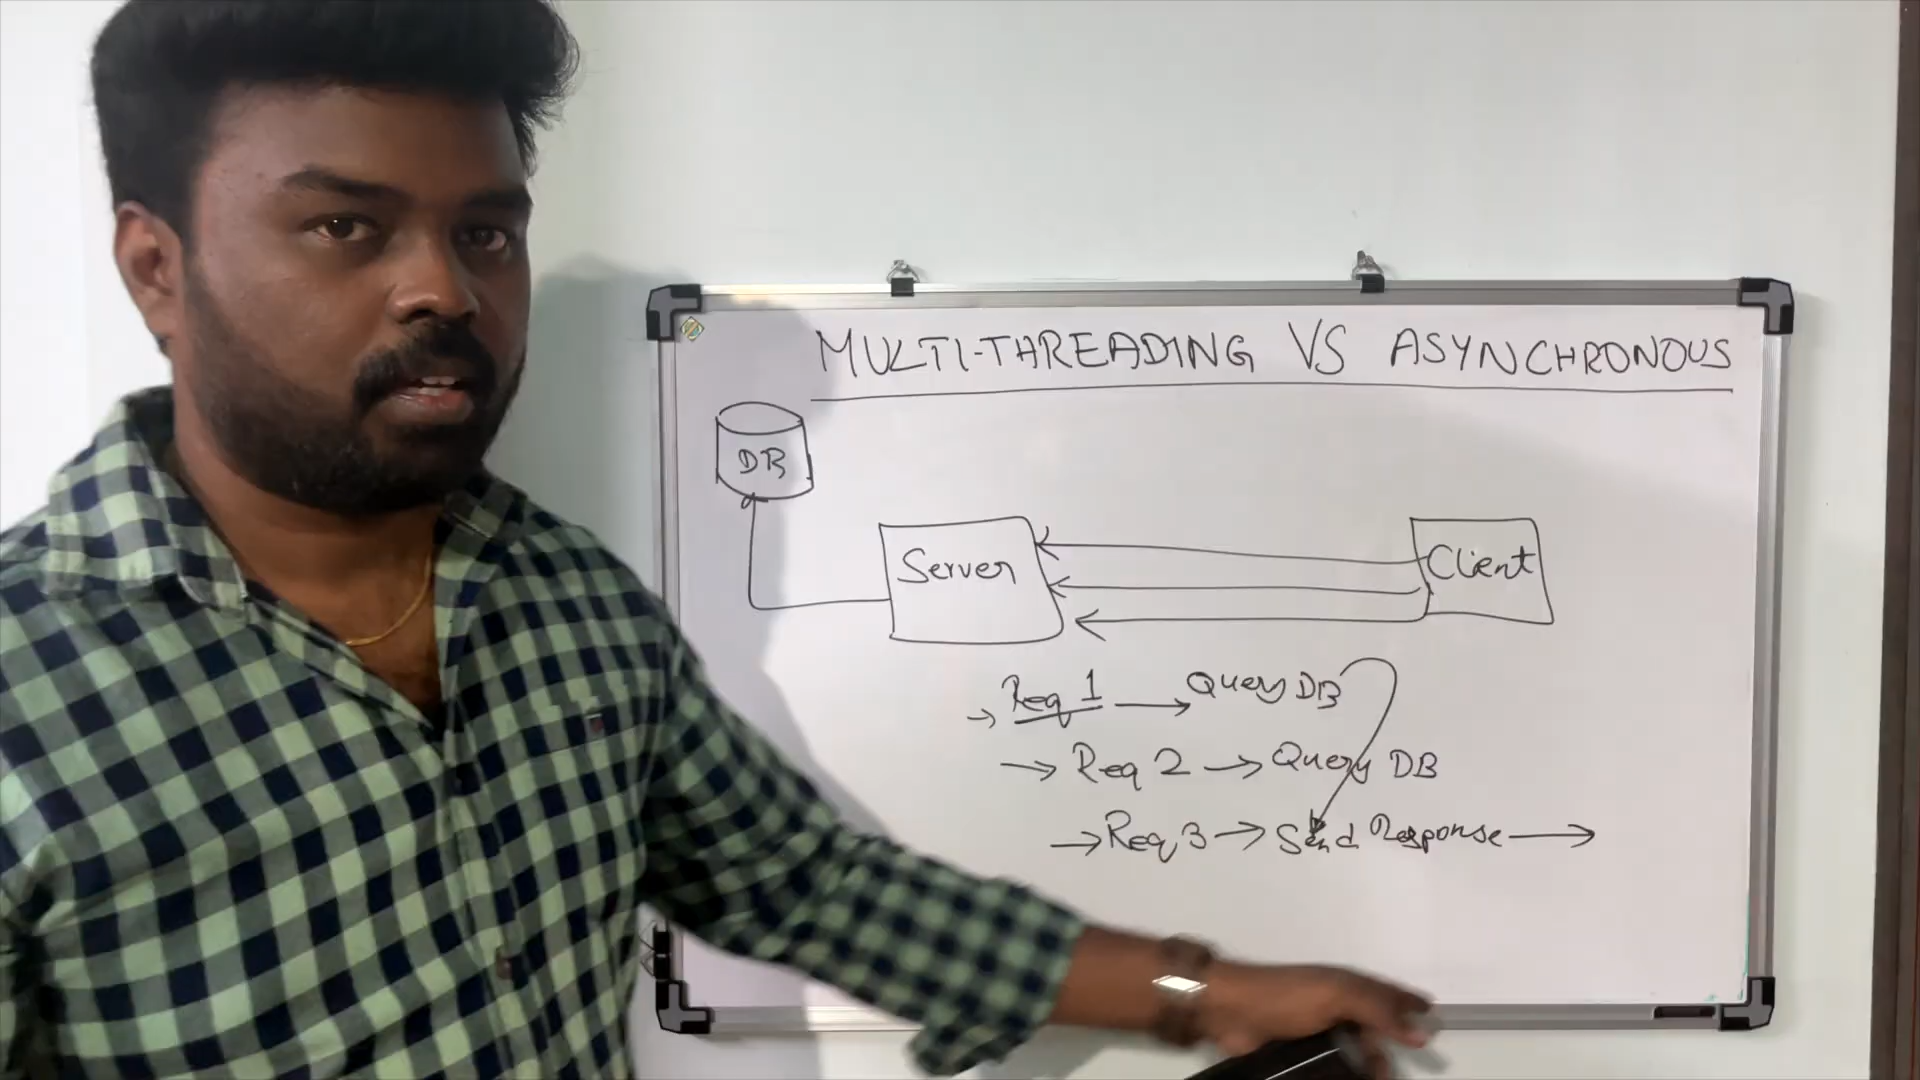 MULTI-THREADING VS ASYNCHRONOUS
DB
Server
Client
Req 1 → Query DB
→ Req 2 → Query DB
→ Req 3 → Send Response →